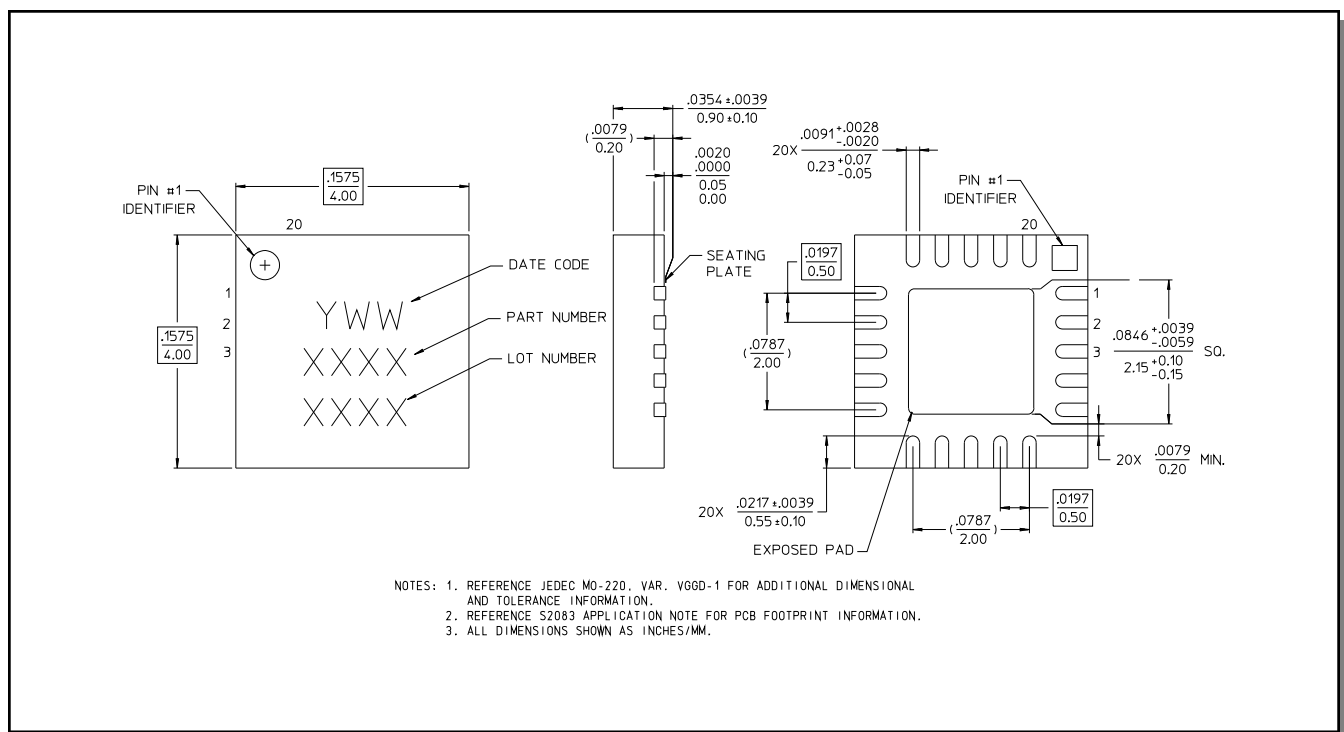 .0354 ±.0039
0.90 ±0.10
(.0079
0.20)
.0020
.0000
0.05
0.00
20X .0091 +.0028
-.0020
0.23 +0.07
-0.05
PIN #1
IDENTIFIER
.1575
4.00
20
PIN #1
IDENTIFIER
20
DATE CODE
SEATING
PLATE
.0197
0.50
1
2
3
YWW
XXXX
XXXX
PART NUMBER
LOT NUMBER
.1575
4.00
(.0787
2.00)
1
2
3
.0846 +.0039
-.0059
2.15 +0.10
-0.15
SQ.
20X .0079
0.20
MIN.
20X .0217 ±.0039
0.55 ±0.10
(.0787
2.00)
.0197
0.50
EXPOSED PAD
NOTES: 1. REFERENCE JEDEC MO-220, VAR. VGGD-1 FOR ADDITIONAL DIMENSIONAL
AND TOLERANCE INFORMATION.
2. REFERENCE S2083 APPLICATION NOTE FOR PCB FOOTPRINT INFORMATION.
3. ALL DIMENSIONS SHOWN AS INCHES/MM.